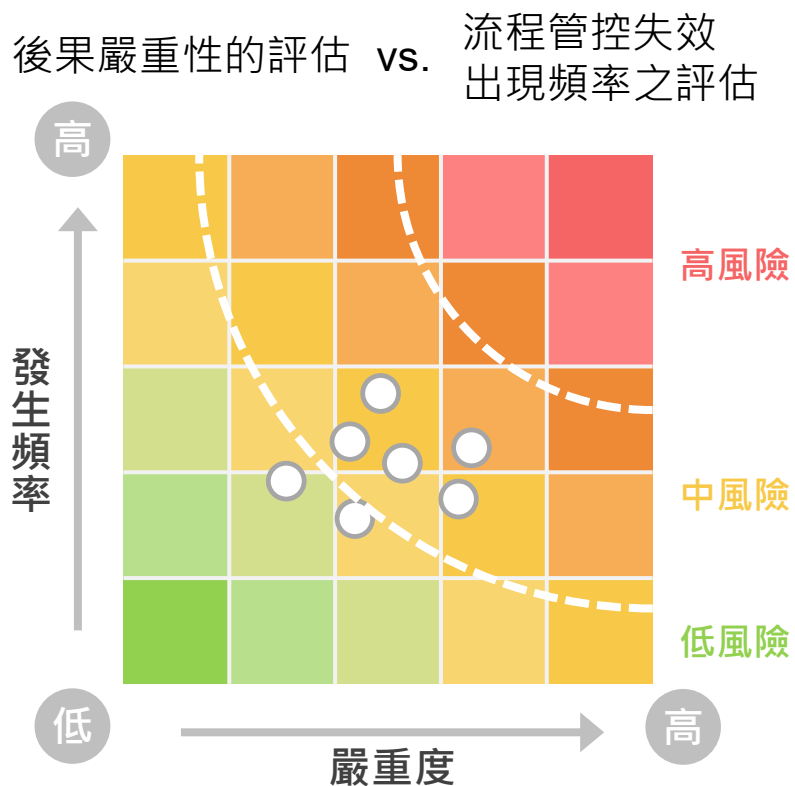 後果嚴重性的評估 vs. 流程管控失效
出現頻率之評估
高
高風險
發生頻率
中風險
低風險
低
高
嚴重度